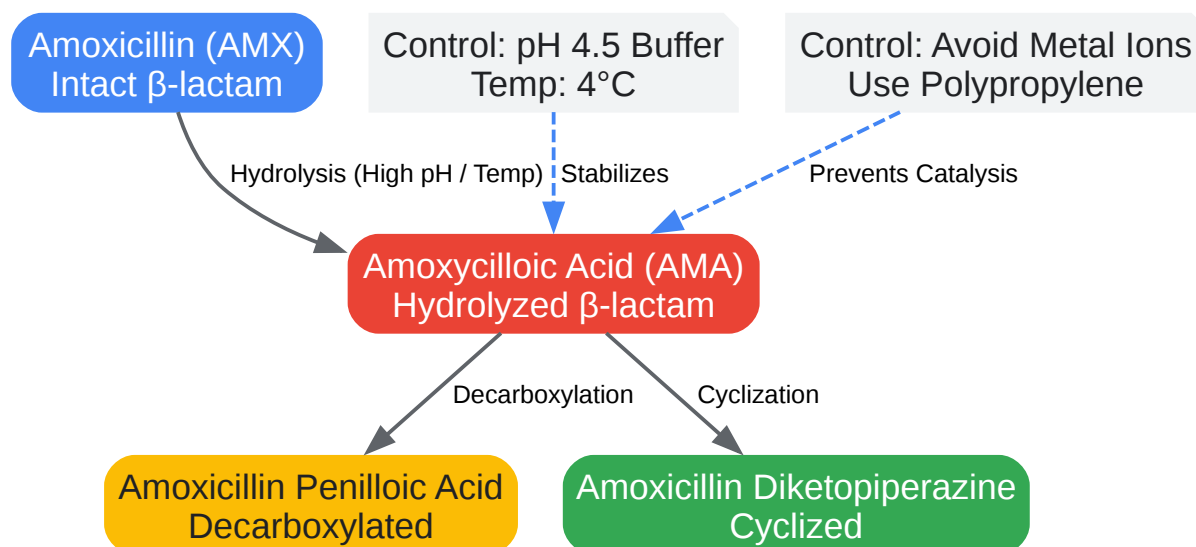 Amoxicillin (AMX)
Intact β-lactam
Control: pH 4.5 Buffer
Temp: 4°C
Control: Avoid Metal Ions
Use Polypropylene
Hydrolysis (High pH / Temp)
Stabilizes
Prevents Catalysis
Amoxycilloic Acid (AMA)
Hydrolyzed β-lactam
Decarboxylation
Cyclization
Amoxicillin Penilloic Acid
Decarboxylated
Amoxicillin Diketopiperazine
Cyclized